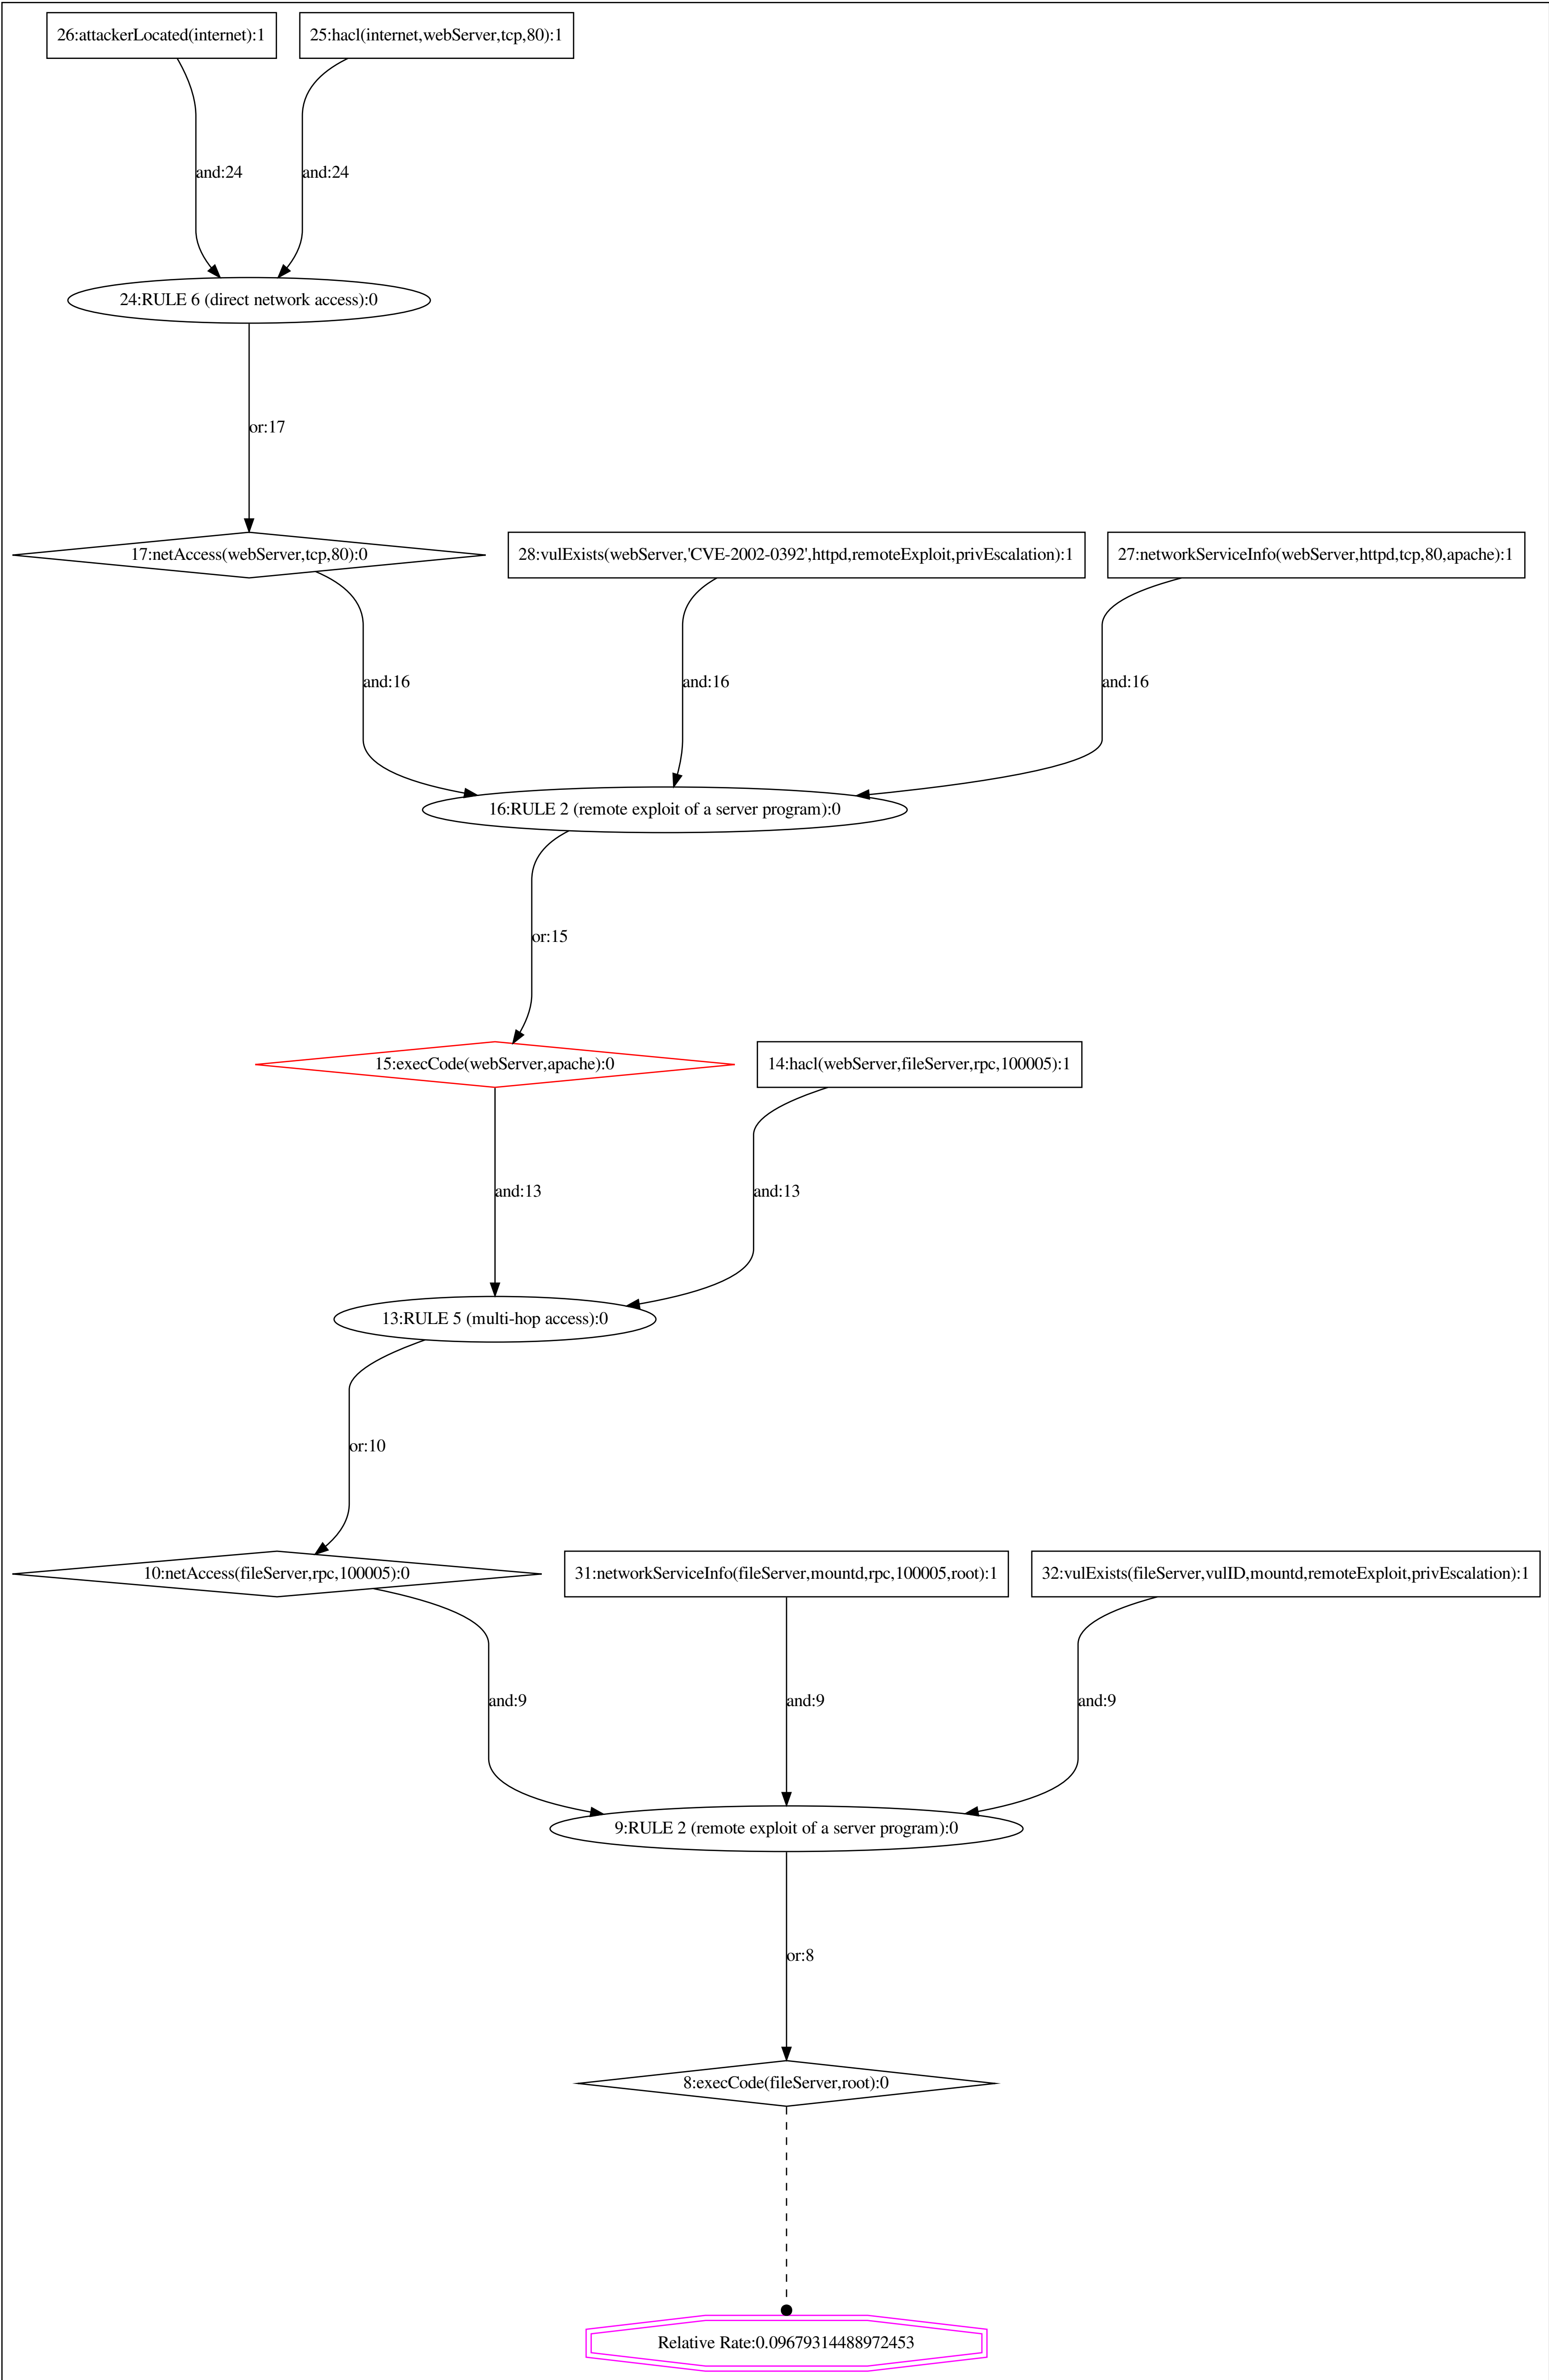 26:attackerLocated(internet):1
25:hacl(internet,webServer,tcp,80):1
and:24
and:24
24:RULE 6 (direct network access):0
or:17
17:netAccess(webServer,tcp,80):0
28:vulExists(webServer,'CVE-2002-0392',httpd,remoteExploit,privEscalation):1
27:networkServiceInfo(webServer,httpd,tcp,80,apache):1
and:16
and:16
and:16
16:RULE 2 (remote exploit of a server program):0
or:15
15:execCode(webServer,apache):0
14:hacl(webServer,fileServer,rpc,100005):1
and:13
and:13
13:RULE 5 (multi-hop access):0
or:10
10:netAccess(fileServer,rpc,100005):0
31:networkServiceInfo(fileServer,mountd,rpc,100005,root):1
32:vulExists(fileServer,vulID,mountd,remoteExploit,privEscalation):1
and:9
and:9
and:9
9:RULE 2 (remote exploit of a server program):0
or:8
8:execCode(fileServer,root):0
Relative Rate:0.09679314488972453